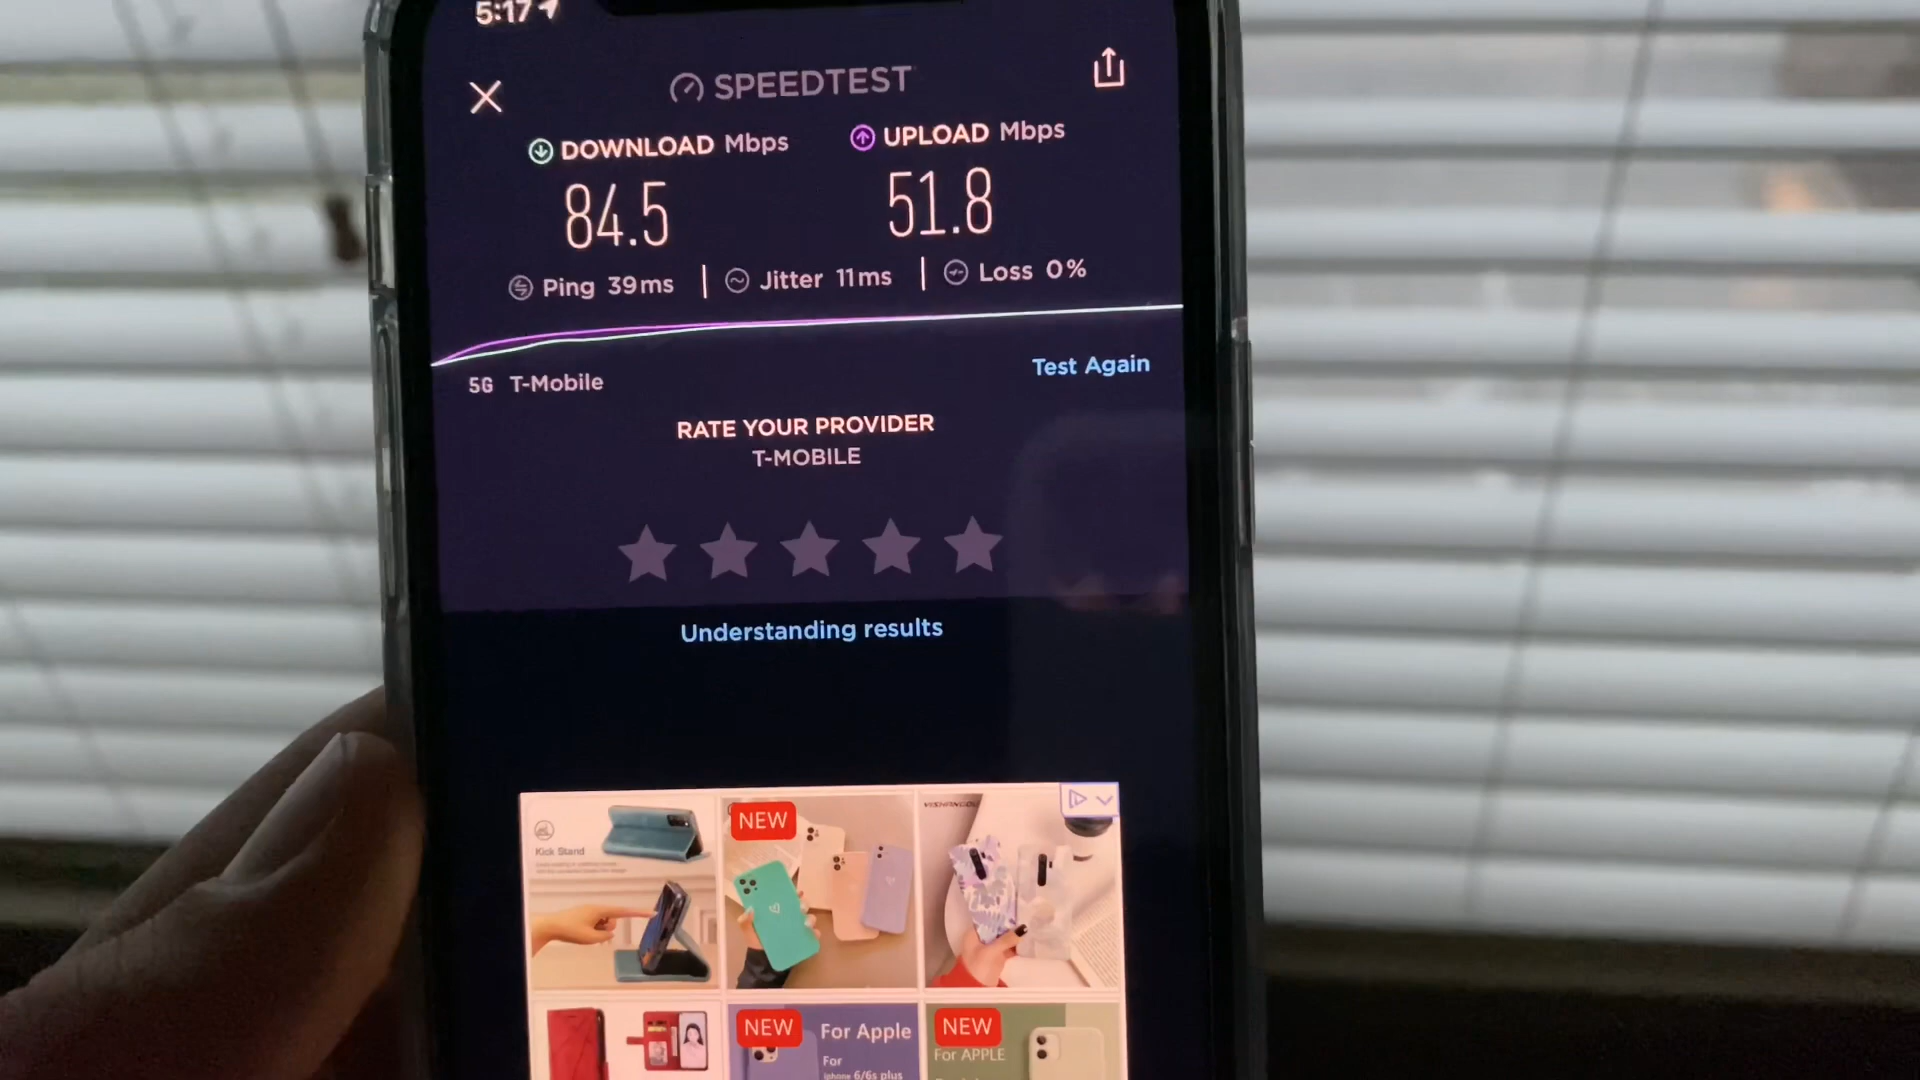 5:17
SPEEDTEST
DOWNLOAD Mbps
UPLOAD Mbps
84.5
51.8
Ping 39ms
Jitter 11ms
Loss 0%
5G T-Mobile
Test Again
RATE YOUR PROVIDER
T-MOBILE
Understanding results
Kick Stand
NEW
NEW
For Apple
For
iphone 6/6s plus
NEW
For APPLE